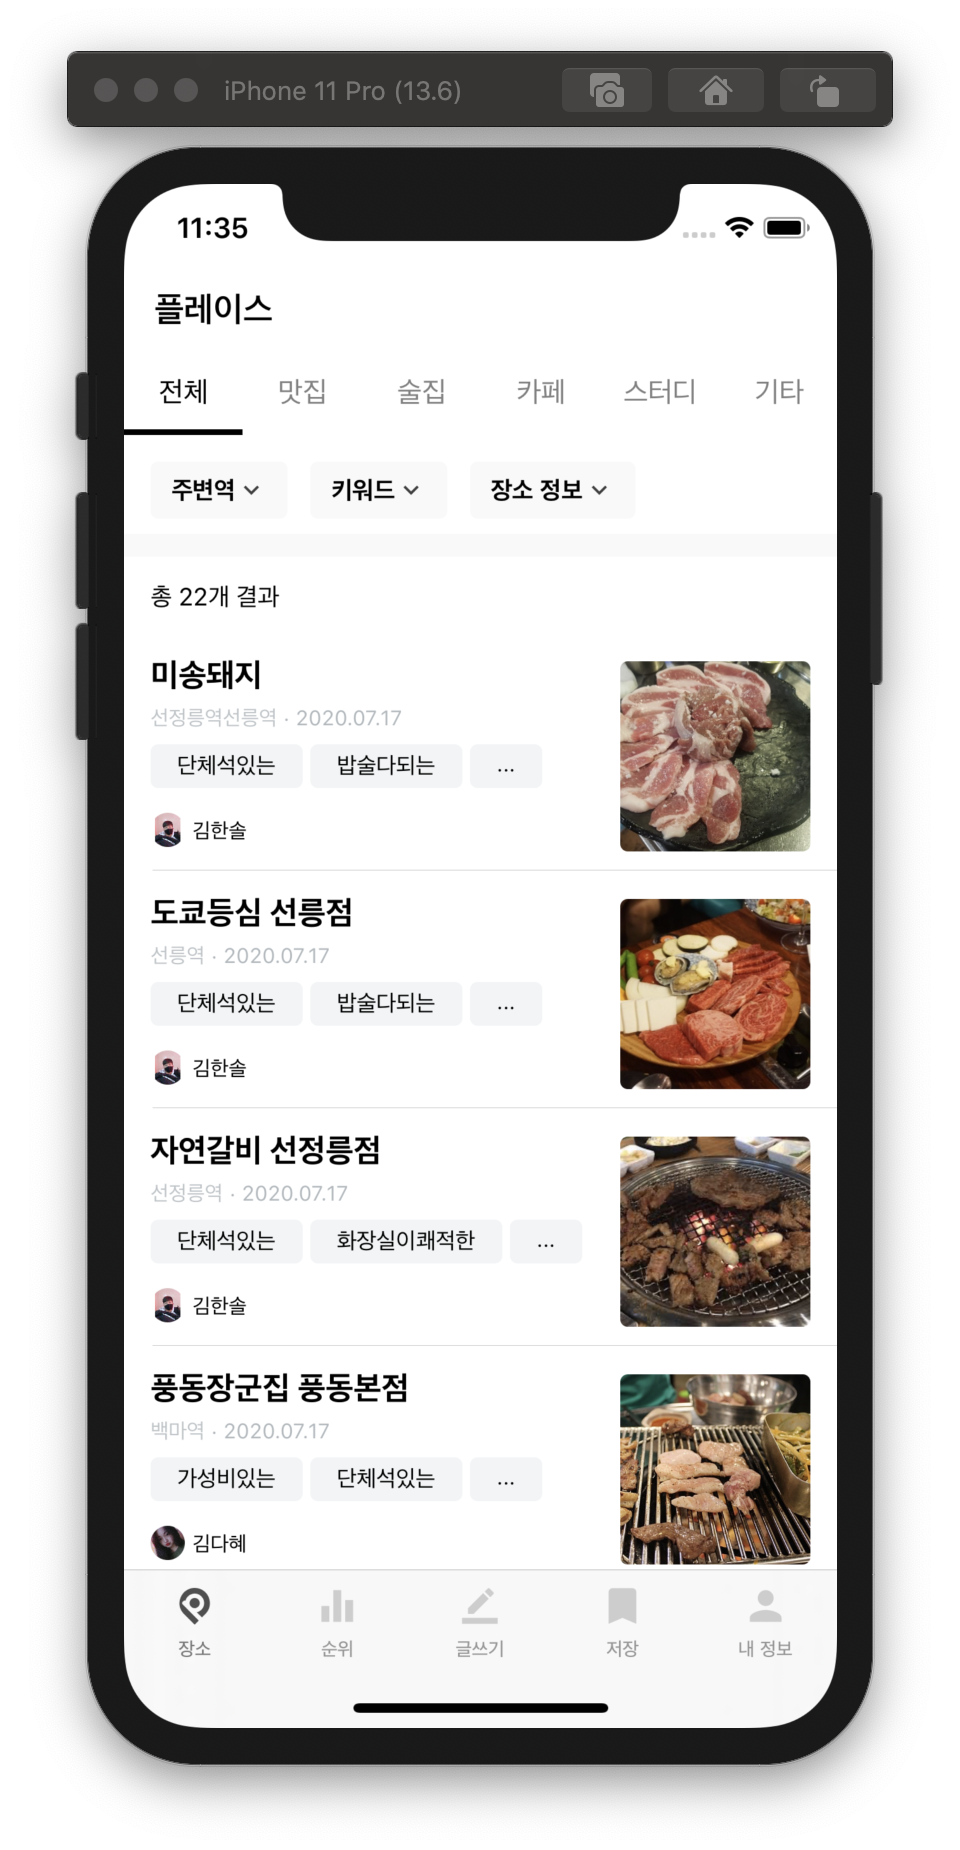 iPhone 11 Pro (13.6)
11:35
플레이스
전체 맛집 술집 카페 스터디 기타
주변역 키워드 장소 정보
총 22개 결과
미송돼지
선정릉역선릉역 · 2020.07.17
단체석있는 밥술다되는 ...
김한솔
도쿄등심 선릉점
선릉역 · 2020.07.17
단체석있는 밥술다되는 ...
김한솔
자연갈비 선정릉점
선정릉역 · 2020.07.17
단체석있는 화장실이쾌적한 ...
김한솔
풍동장군집 풍동본점
백마역 · 2020.07.17
가성비있는 단체석있는 ...
김다혜
장소 순위 글쓰기 저장 내 정보